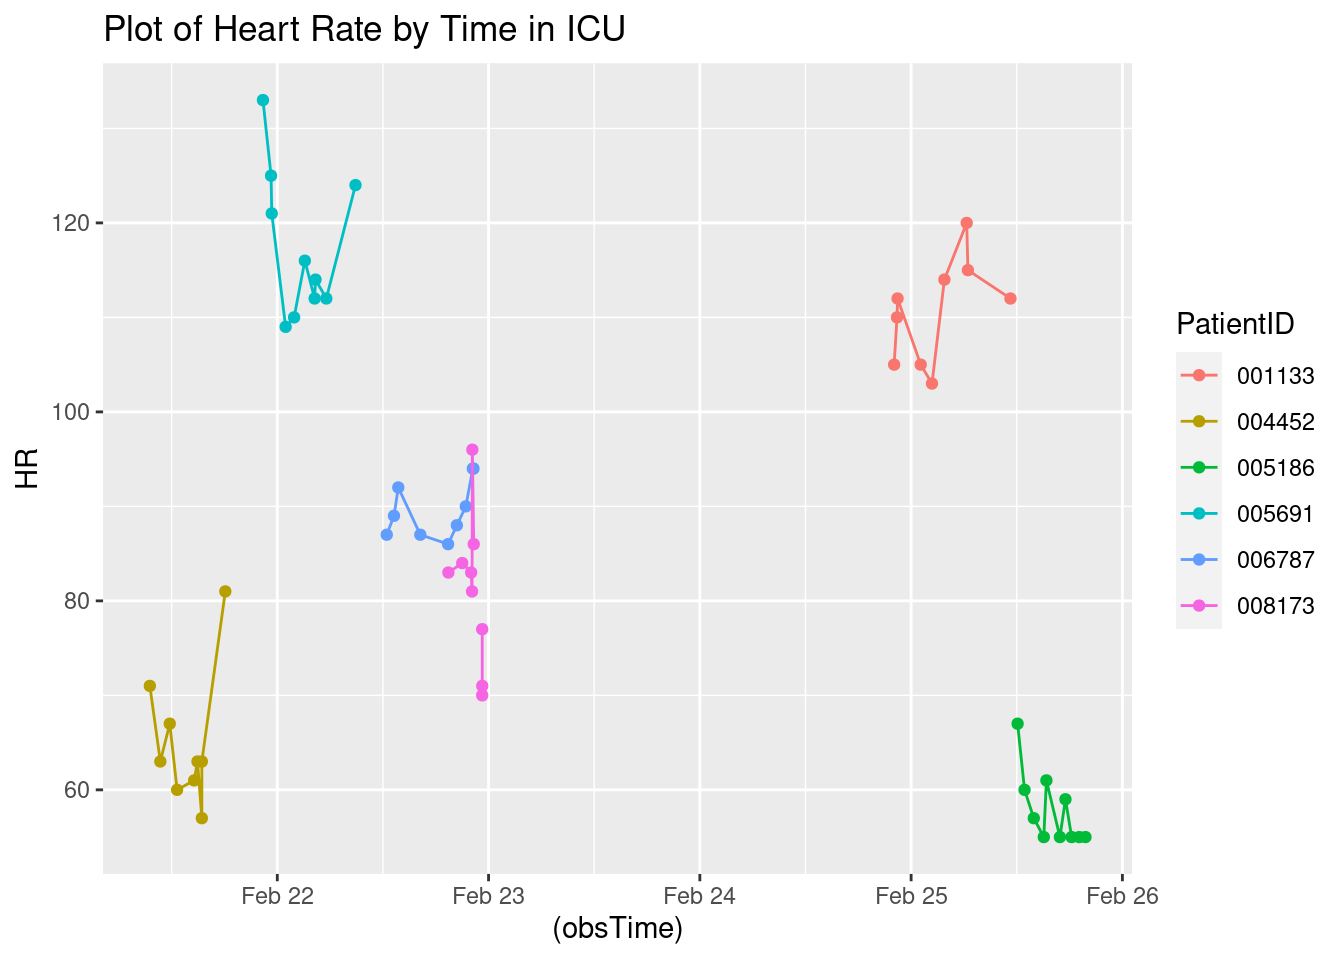 Plot of Heart Rate by Time in ICU
HR
120
100
80
60
Feb 22
Feb 23
Feb 24
Feb 25
Feb 26
(obsTime)
PatientID
001133
004452
005186
005691
006787
008173